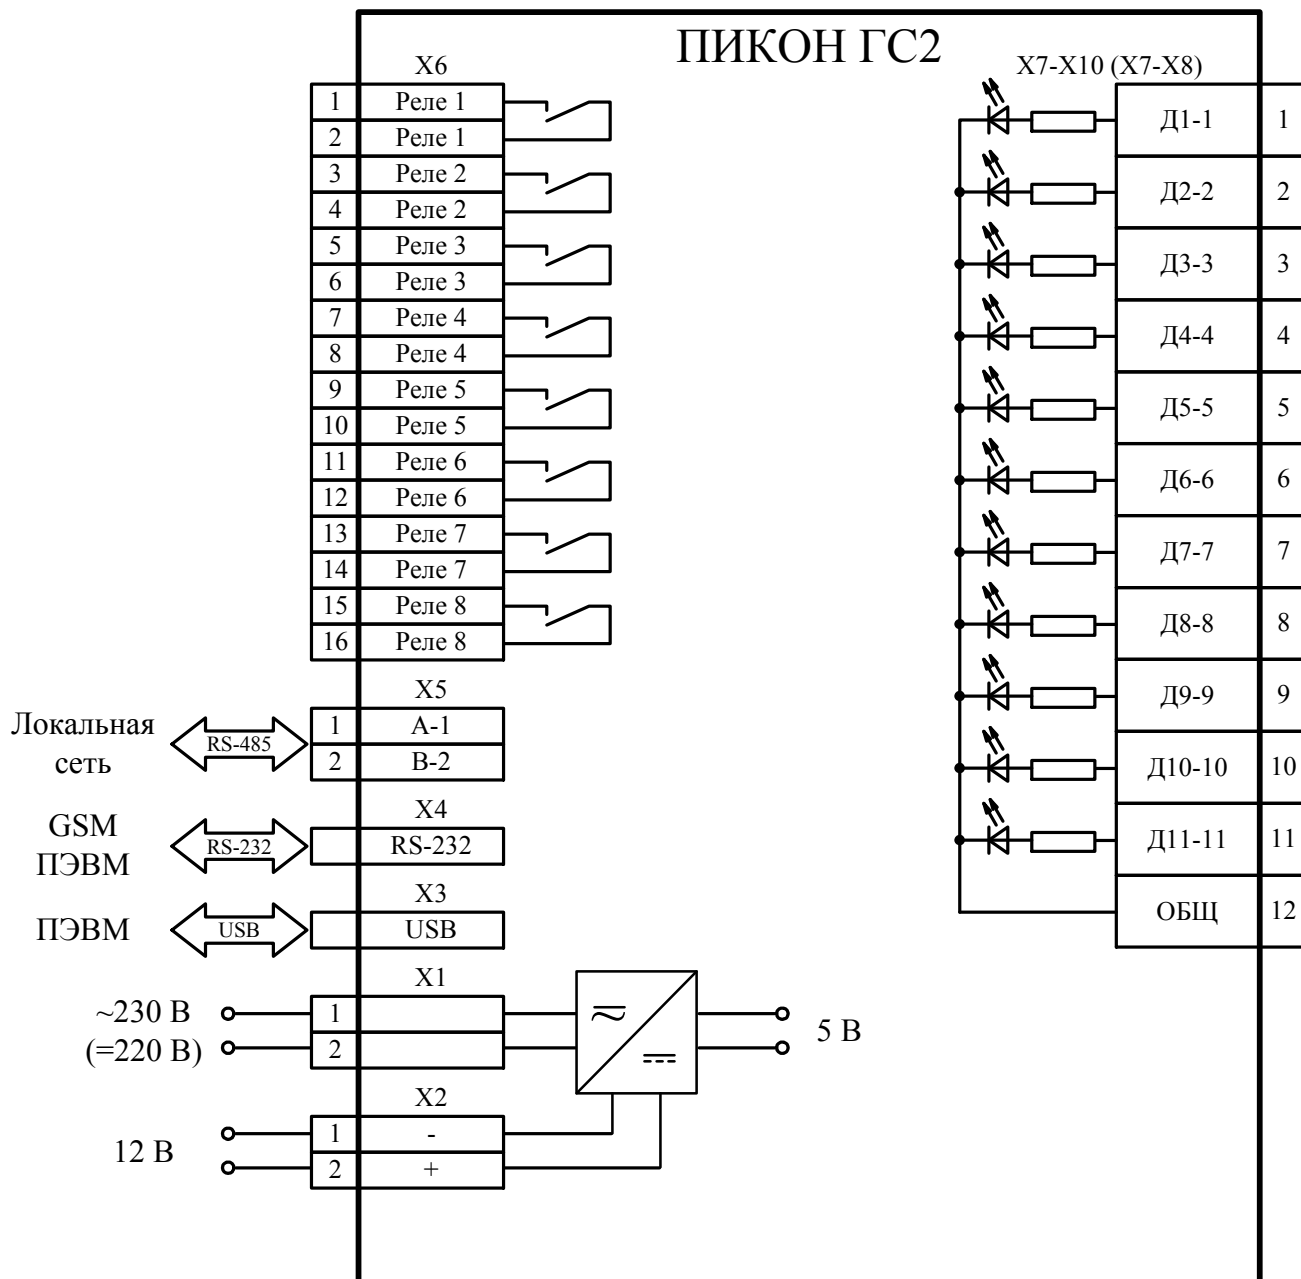 ПИКОН ГС2
X6
1 Реле 1
2 Реле 1
3 Реле 2
4 Реле 2
5 Реле 3
6 Реле 3
7 Реле 4
8 Реле 4
9 Реле 5
10 Реле 5
11 Реле 6
12 Реле 6
13 Реле 7
14 Реле 7
15 Реле 8
16 Реле 8
X5
Локальная
сеть
RS-485
1 A-1
2 B-2
X4
GSM
ПЭВМ
RS-232
RS-232
X3
ПЭВМ
USB
USB
X1
~230 В
(=220 В)
1
2
5 В
X2
12 В
1 -
2 +
X7-X10 (X7-X8)
Д1-1 1
Д2-2 2
Д3-3 3
Д4-4 4
Д5-5 5
Д6-6 6
Д7-7 7
Д8-8 8
Д9-9 9
Д10-10 10
Д11-11 11
ОБЩ 12